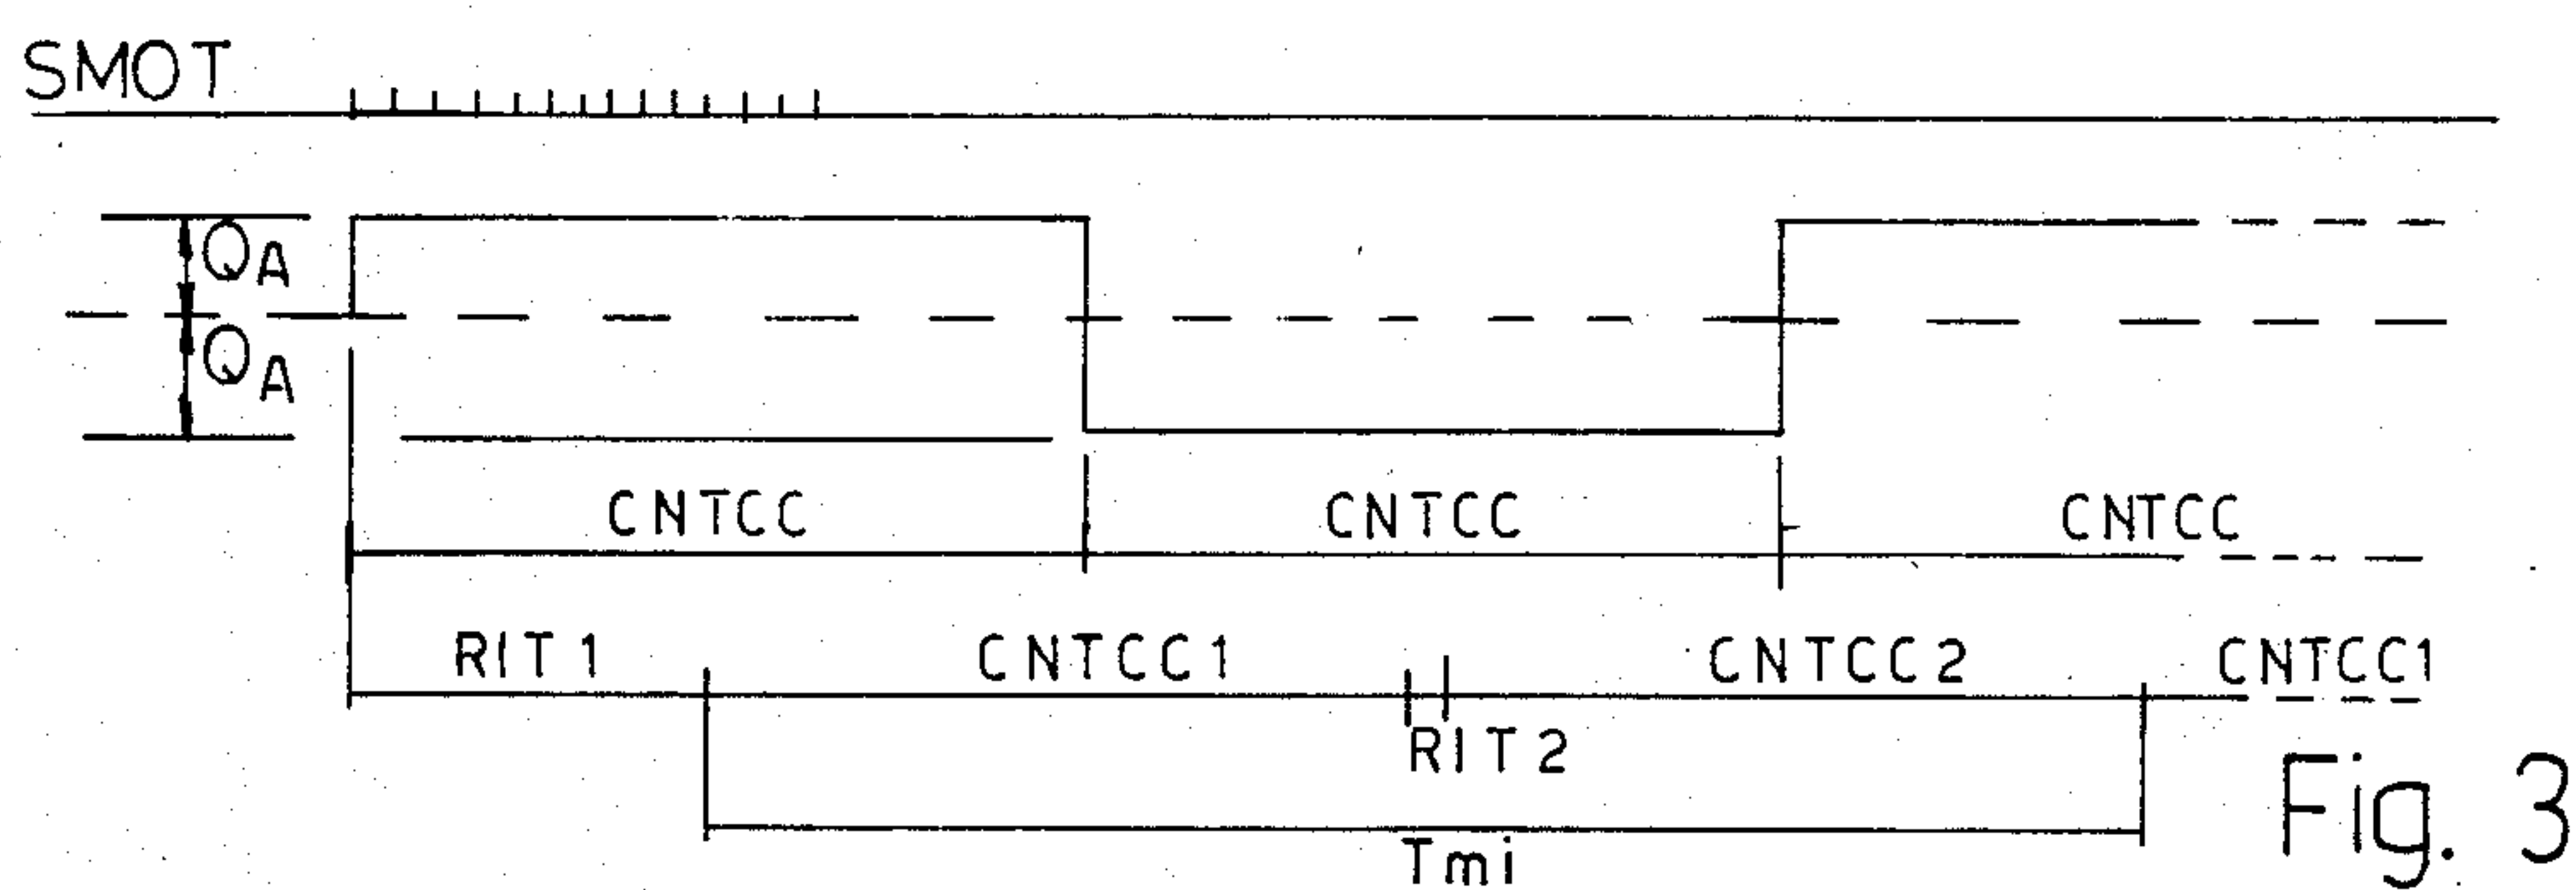 SMOT
QA
QA
CNTCC CNTCC CNTCC
RIT1 CNTCC1 CNTCC2 CNTCC1
RIT2
Tmi
Fig. 3